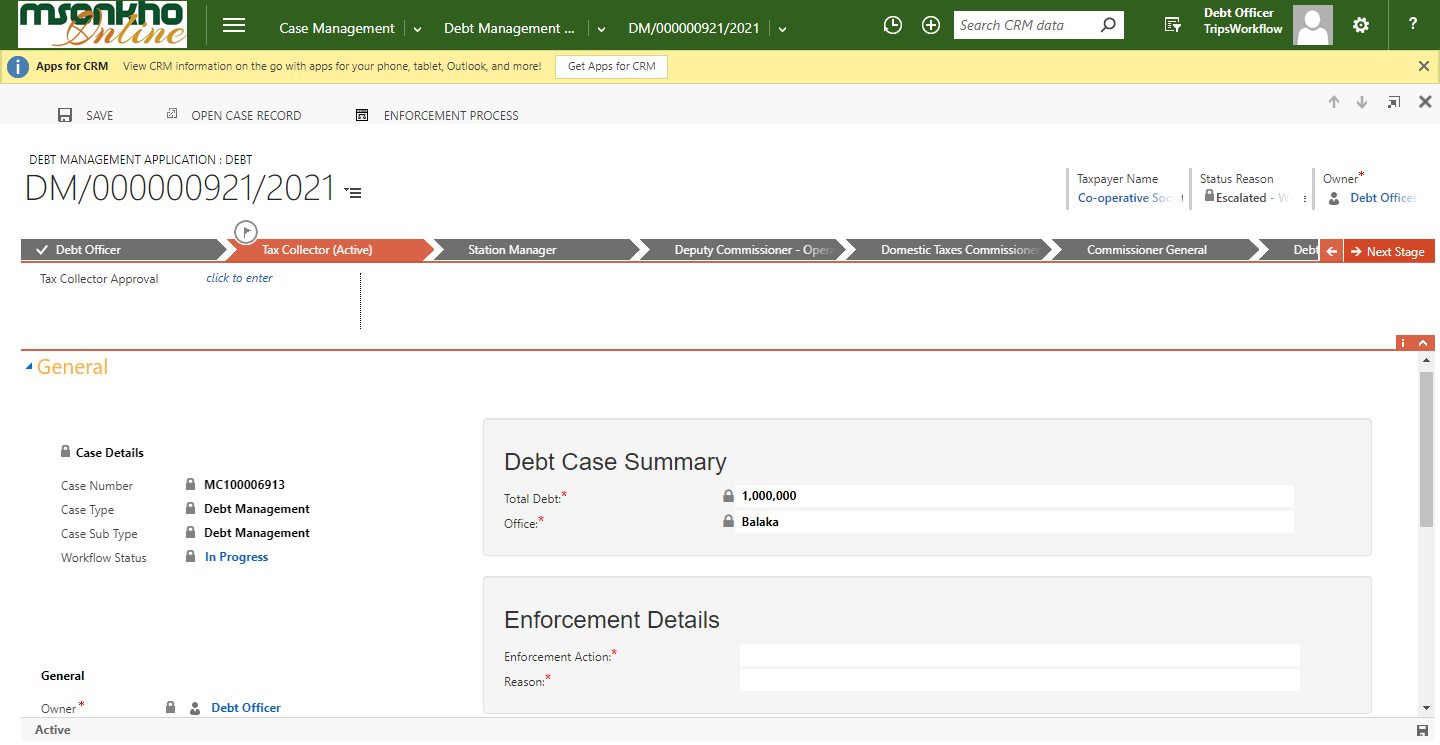 msonkho Online
Case Management
Debt Management ...
DM/000000921/2021
Search CRM data
Debt Officer
TripsWorkflow
?
i
Apps for CRM
View CRM information on the go with apps for your phone, tablet, Outlook, and more!
Get Apps for CRM
SAVE
OPEN CASE RECORD
ENFORCEMENT PROCESS
DEBT MANAGEMENT APPLICATION : DEBT
DM/000000921/2021
Taxpayer Name
Co-operative Soc
Status Reason
Escalated -
Owner*
Debt Officer
Debt Officer
Tax Collector (Active)
Station Manager
Deputy Commissioner - Oper
Domestic Taxes Commissioner
Commissioner General
Debt
Next Stage
Tax Collector Approval
click to enter
i
General
Case Details
Case Number
MC100006913
Case Type
Debt Management
Case Sub Type
Debt Management
Workflow Status
In Progress
General
Owner*
Debt Officer
Debt Case Summary
Total Debt:*
1,000,000
Office:*
Balaka
Enforcement Details
Enforcement Action:*
Reason:*
Active